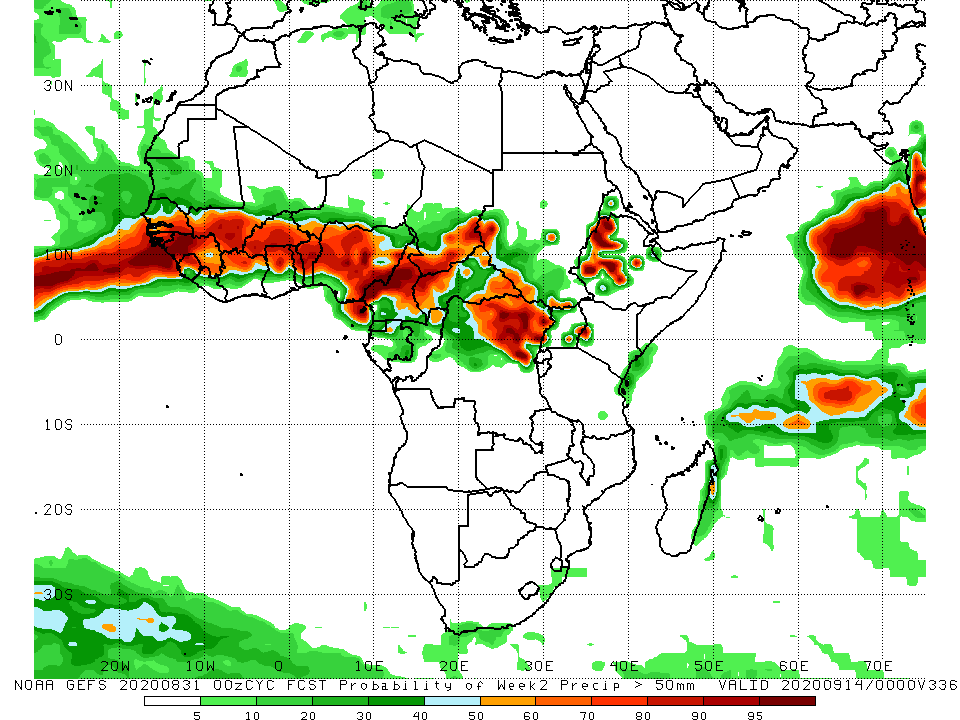 30N
20N
10N
0
10S
20S
30S
20W 10W 0 10E 20E 30E 40E 50E 60E 70E
NOAA GEFS 20200831 00zCYC FCST Probability of Week2 Precip > 50mm VALID 20200914/0000V336
5 10 20 30 40 50 60 70 80 90 95